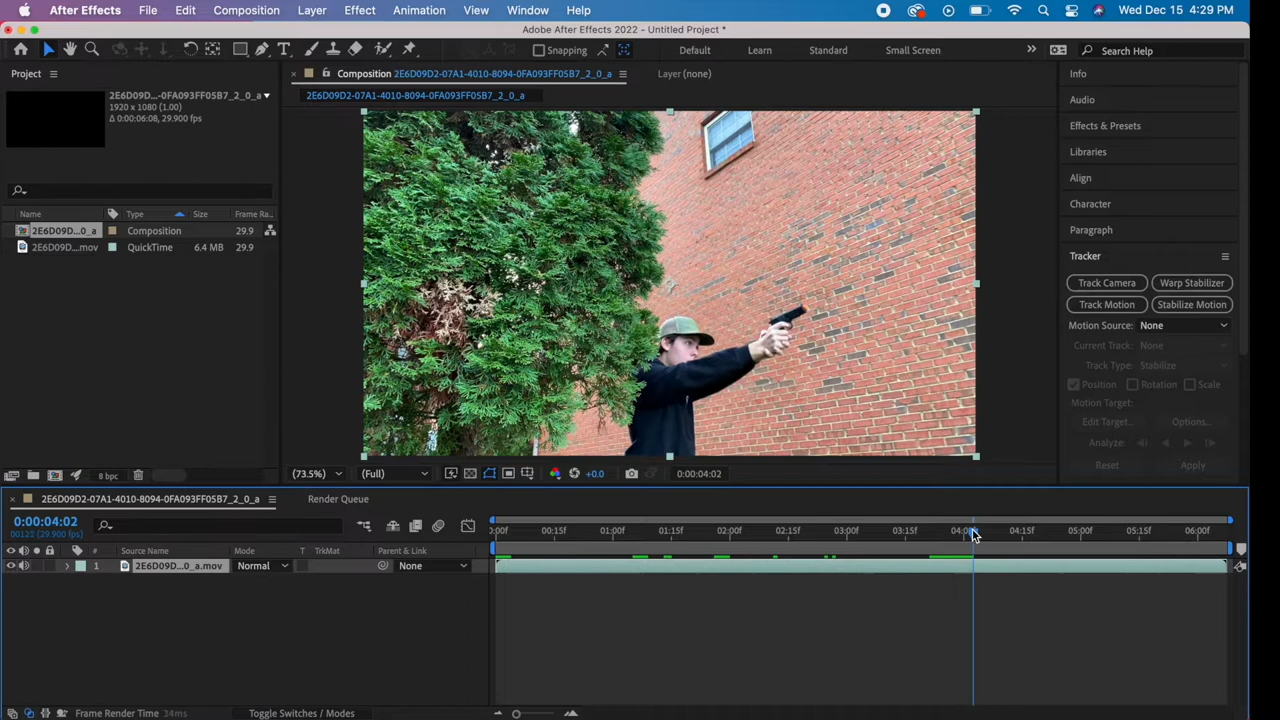 After Effects File Edit Composition Layer Effect Animation View Window Help Wed Dec 15 4:29 PM
Adobe After Effects 2022 - Untitled Project *
Snapping Default Learn Standard Small Screen Search Help
Project Composition 2E6D09D2-07A1-4010-8094-0FA093FF05B7_2_0_a Layer (none) Info
2E6D09D...-0FA093FF05B7_2_0_a 2E6D09D2-07A1-4010-8094-0FA093FF05B7_2_0_a
1920 x 1080 (1.00) Audio
Δ 0:00:06:08, 29.900 fps
Effects & Presets
Libraries
Align
Character
Name Type Size Frame Ra...
2E6D09D...0_a Composition 29.9 Paragraph
2E6D09D....mov QuickTime 6.4 MB 29.9
Tracker
Track Camera Warp Stabilizer
Track Motion Stabilize Motion
Motion Source: None
Current Track: None
Track Type: Stabilize
Position Rotation Scale
Motion Target:
Edit Target... Options...
Analyze:
Reset Apply
8 bpc (73.5%) (Full) +0.0 0:00:04:02
2E6D09D2-07A1-4010-8094-0FA093FF05B7_2_0_a Render Queue
0:00:04:02
00122 (29.900 fps)
:00f 00:15f 01:00f 01:15f 02:00f 02:15f 03:00f 03:15f 04:00f 04:15f 05:00f 05:15f 06:00f
# Source Name Mode T TrkMat Parent & Link
1 2E6D09D...0_a.mov Normal None
Frame Render Time 34ms Toggle Switches / Modes